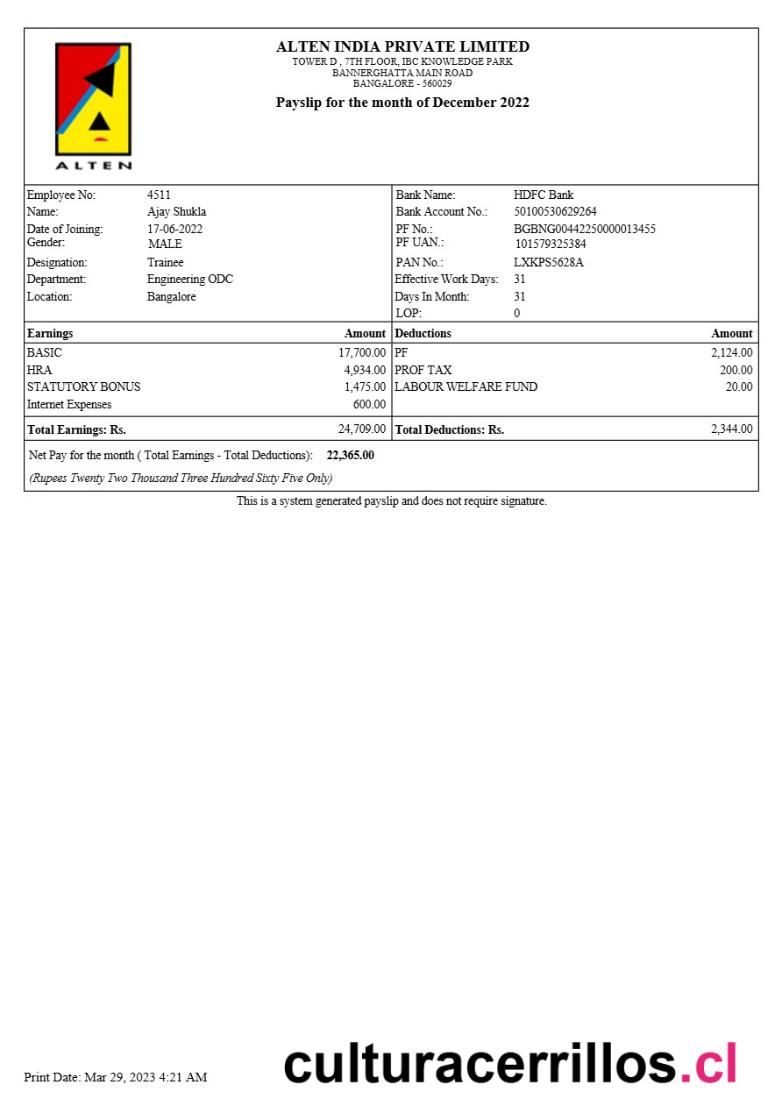 ALTEN INDIA PRIVATE LIMITED
TOWER D , 7TH FLOOR, IBC KNOWLEDGE PARK
BANNERGHATTA MAIN ROAD
BANGALORE - 560029
Payslip for the month of December 2022
ALTEN
Employee No: 4511 Bank Name: HDFC Bank
Name: Ajay Shukla Bank Account No.: 50100530629264
Date of Joining: 17-06-2022 PF No.: BGBNG00442250000013455
Gender: MALE PF UAN.: 101579325384
Designation: Trainee PAN No.: LXKPS5628A
Department: Engineering ODC Effective Work Days: 31
Location: Bangalore Days In Month: 31
LOP: 0
Earnings Amount Deductions Amount
BASIC 17,700.00 PF 2,124.00
HRA 4,934.00 PROF TAX 200.00
STATUTORY BONUS 1,475.00 LABOUR WELFARE FUND 20.00
Internet Expenses 600.00
Total Earnings: Rs. 24,709.00 Total Deductions: Rs. 2,344.00
Net Pay for the month ( Total Earnings - Total Deductions): 22,365.00
(Rupees Twenty Two Thousand Three Hundred Sixty Five Only)
This is a system generated payslip and does not require signature.
Print Date: Mar 29, 2023 4:21 AM
culturacerrillos.cl